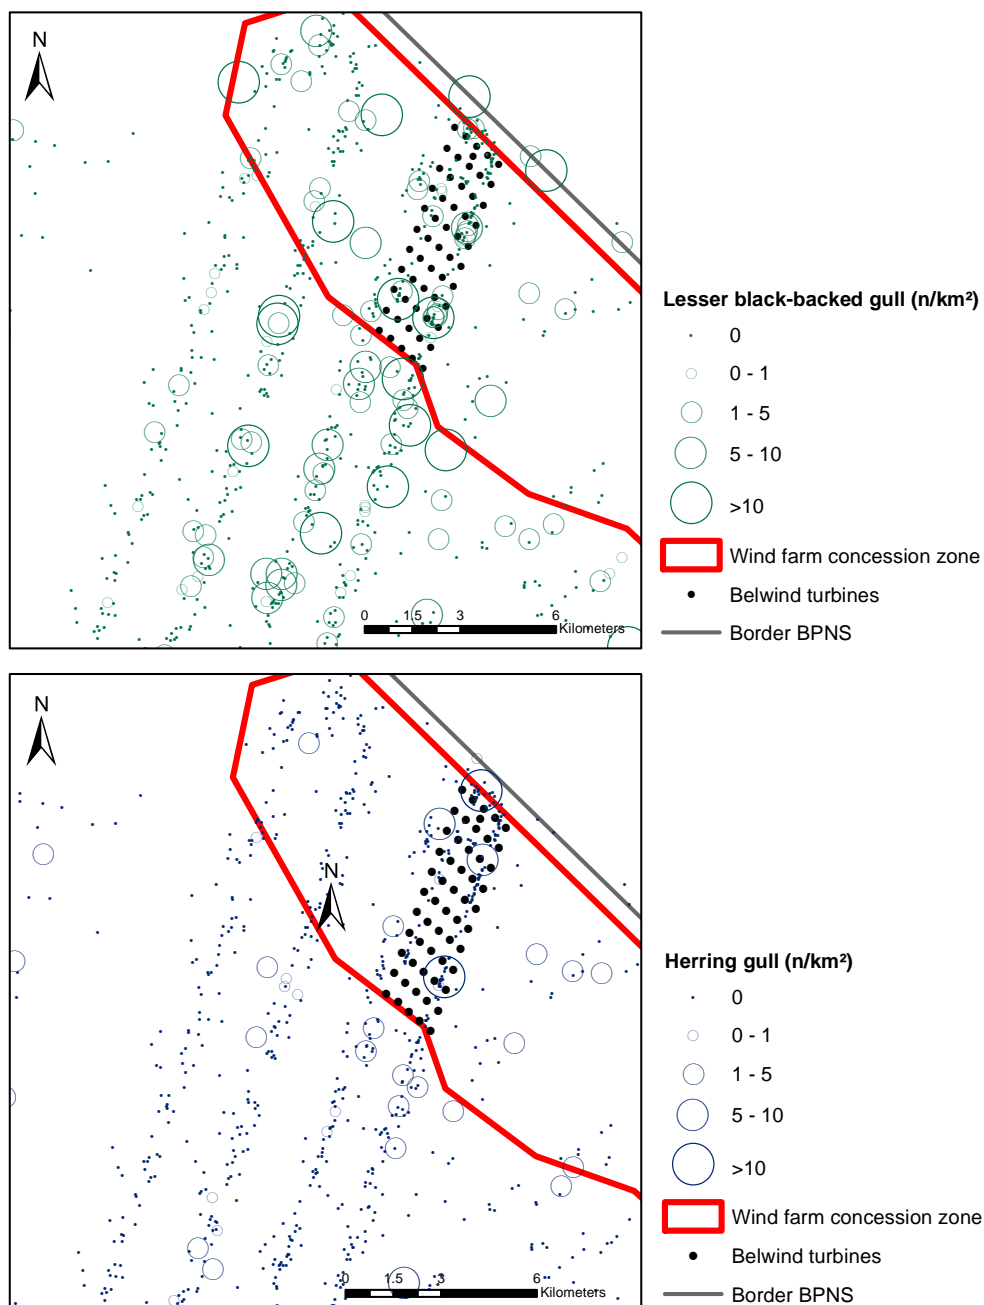 N
Lesser black-backed gull (n/km²)
0
0 - 1
1 - 5
5 - 10
>10
Wind farm concession zone
Belwind turbines
Border BPNS
0 1.5 3 6
Kilometers
N
N
Herring gull (n/km²)
0
0 - 1
1 - 5
5 - 10
>10
Wind farm concession zone
Belwind turbines
Border BPNS
0 1.5 3 6
Kilometers